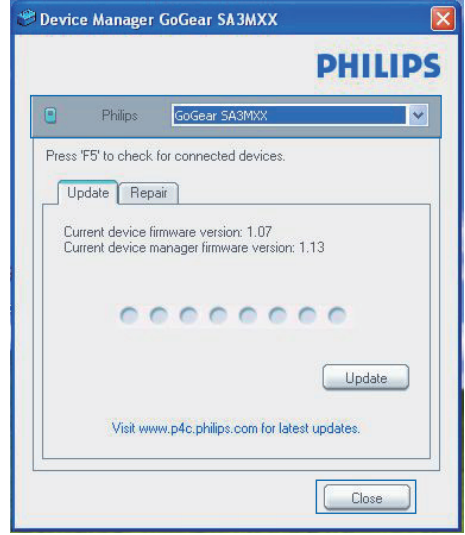 Device Manager GoGear SA3MXX
PHILIPS
Philips GoGear SA3MXX
Press 'F5' to check for connected devices.
Update Repair
Current device firmware version: 1.07
Current device manager firmware version: 1.13
Update
Visit www.p4c.philips.com for latest updates.
Close